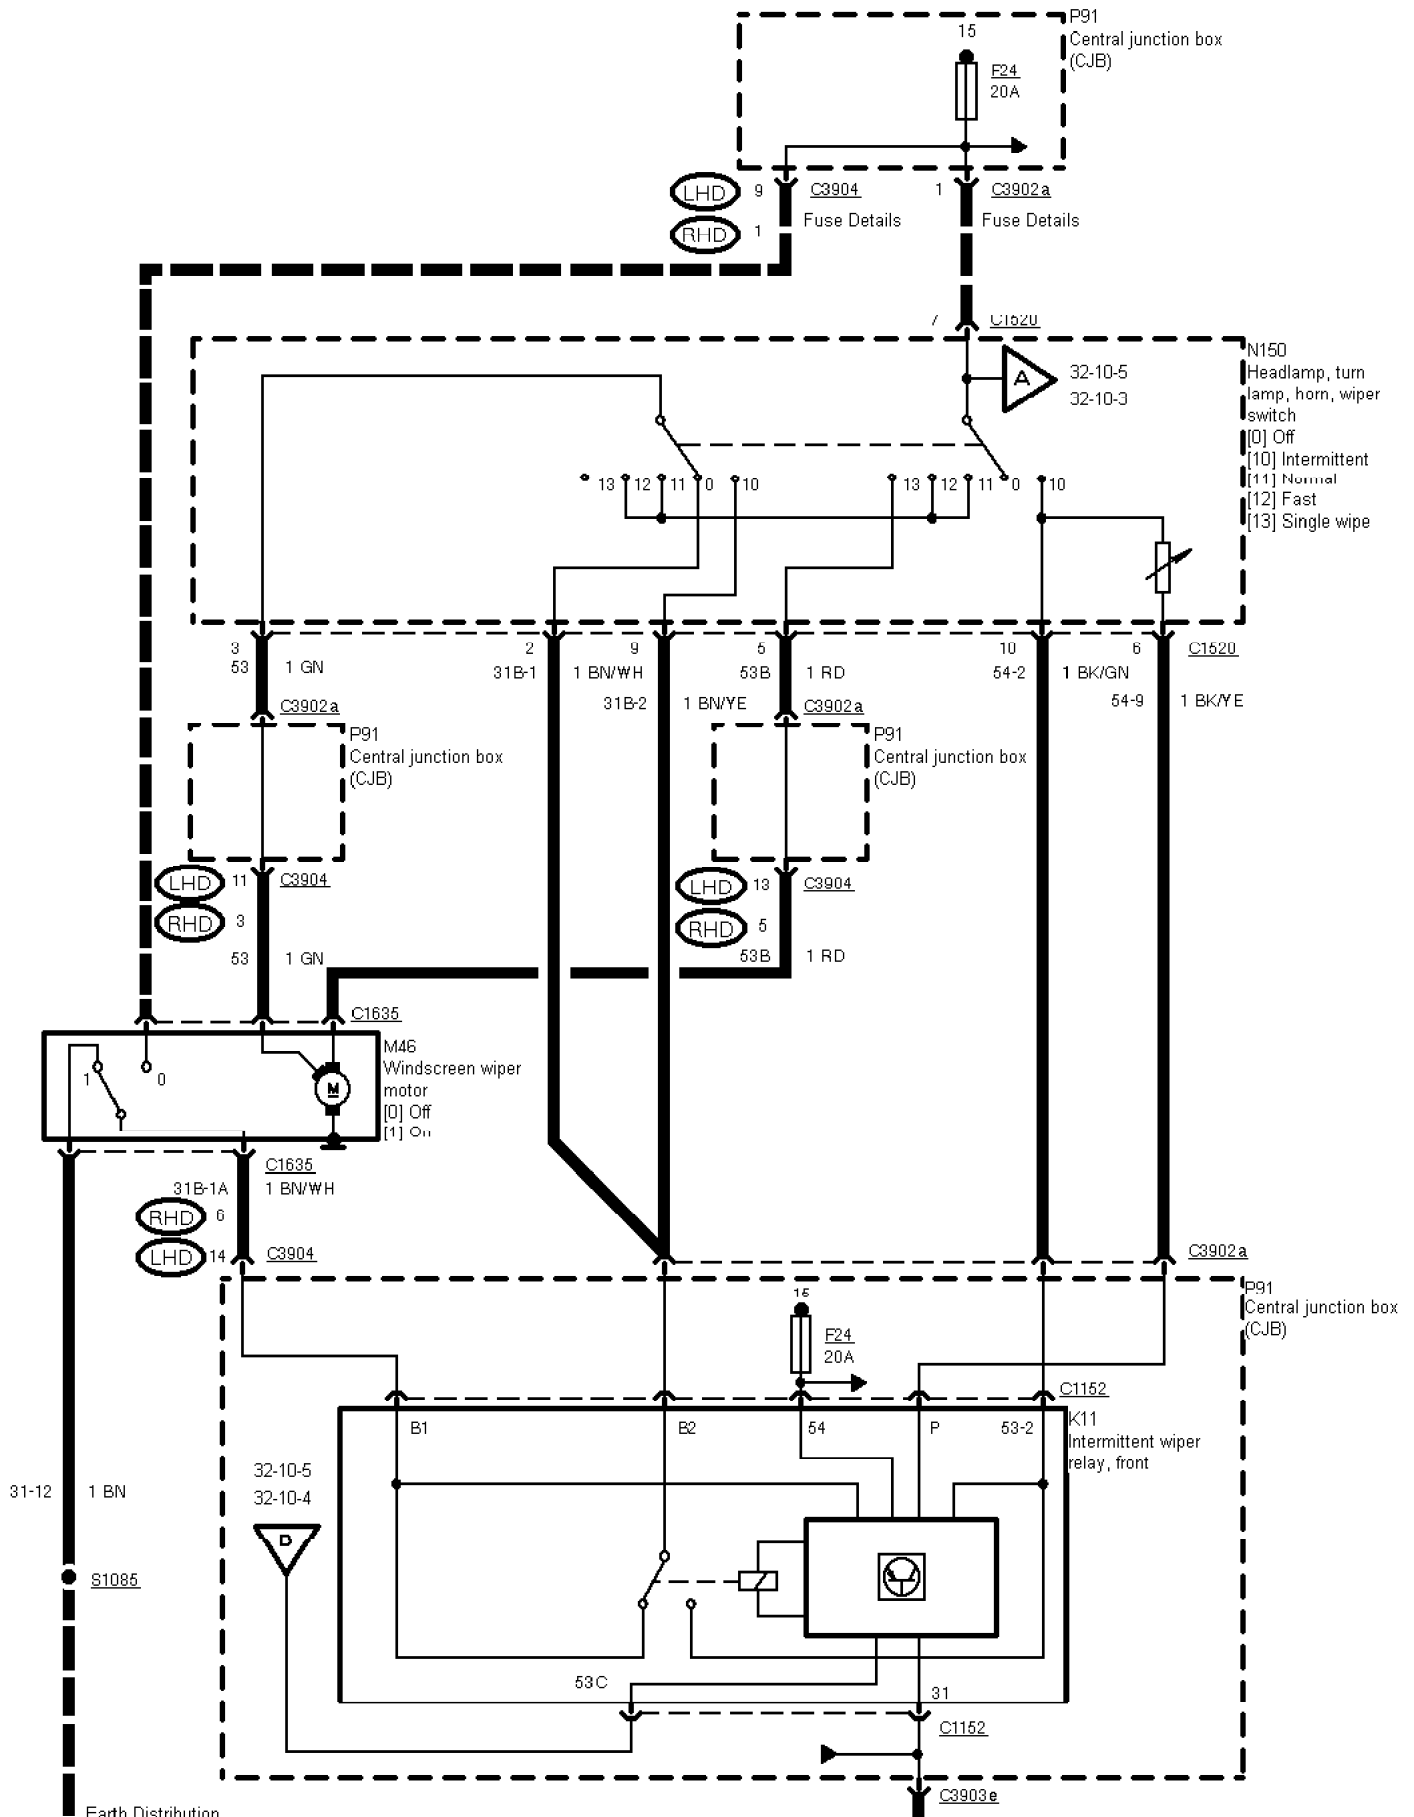 P91
Central junction box
(CJB)
15
F24
20A
LHD 9 C3904 1 C3902a
RHD 1 Fuse Details Fuse Details
7 C1520
N150
Headlamp, turn
lamp, horn, wiper
switch
[0] Off
[10] Intermittent
[11] Normal
[12] Fast
[13] Single wipe
A 32-10-5
32-10-3
13 12 11 0 10 13 12 11 0 10
3 2 9 5 10 6 C1520
53 1 GN 31B-1 1 BN/WH 53B 1 RD 54-2 1 BK/GN
31B-2 1 BN/YE 54-9 1 BK/YE
C3902a C3902a
P91
Central junction box
(CJB)
P91
Central junction box
(CJB)
LHD 11 C3904 LHD 13 C3904
RHD 3 RHD 5
53 1 GN 53B 1 RD
C1635
M46
Windscreen wiper
motor
[0] Off
[1] On
1 0 M
C1635
31B-1A 1 BN/WH
RHD 6
LHD 14 C3904 C3902a
P91
Central junction box
(CJB)
15
F24
20A
C1152
B1 B2 54 P 53-2
K11
Intermittent wiper
relay, front
32-10-5
32-10-4
D
31-12 1 BN
S1085
53C 31
C1152
C3903e
Earth Distribution